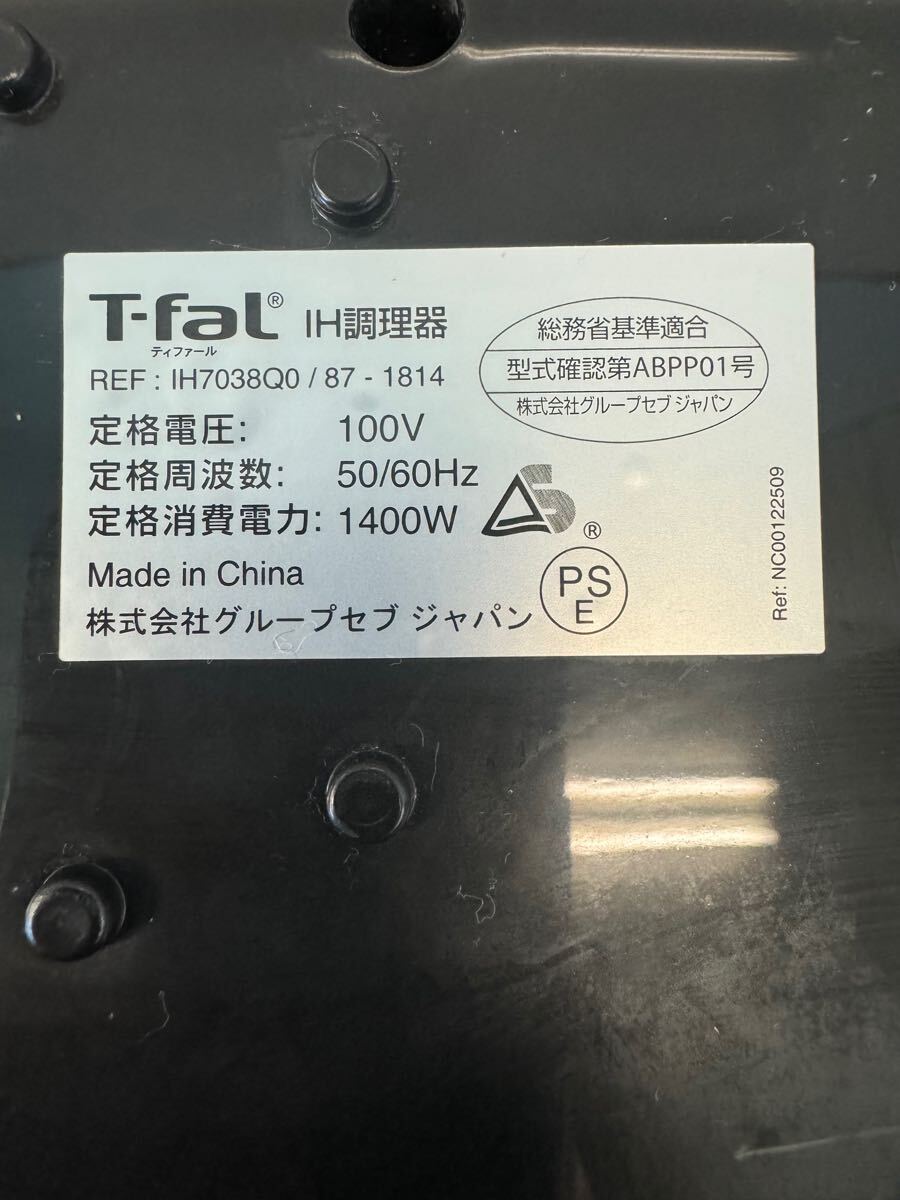 T-fal® IH調理器
ティファール
REF : IH7038Q0 / 87 - 1814
定格電圧: 100V
定格周波数: 50/60Hz
定格消費電力: 1400W
Made in China
株式会社グループセブ ジャパン
総務省基準適合
型式確認第ABPP01号
株式会社グループセブ ジャパン
S
®
PS
E
Ref: NC00122509